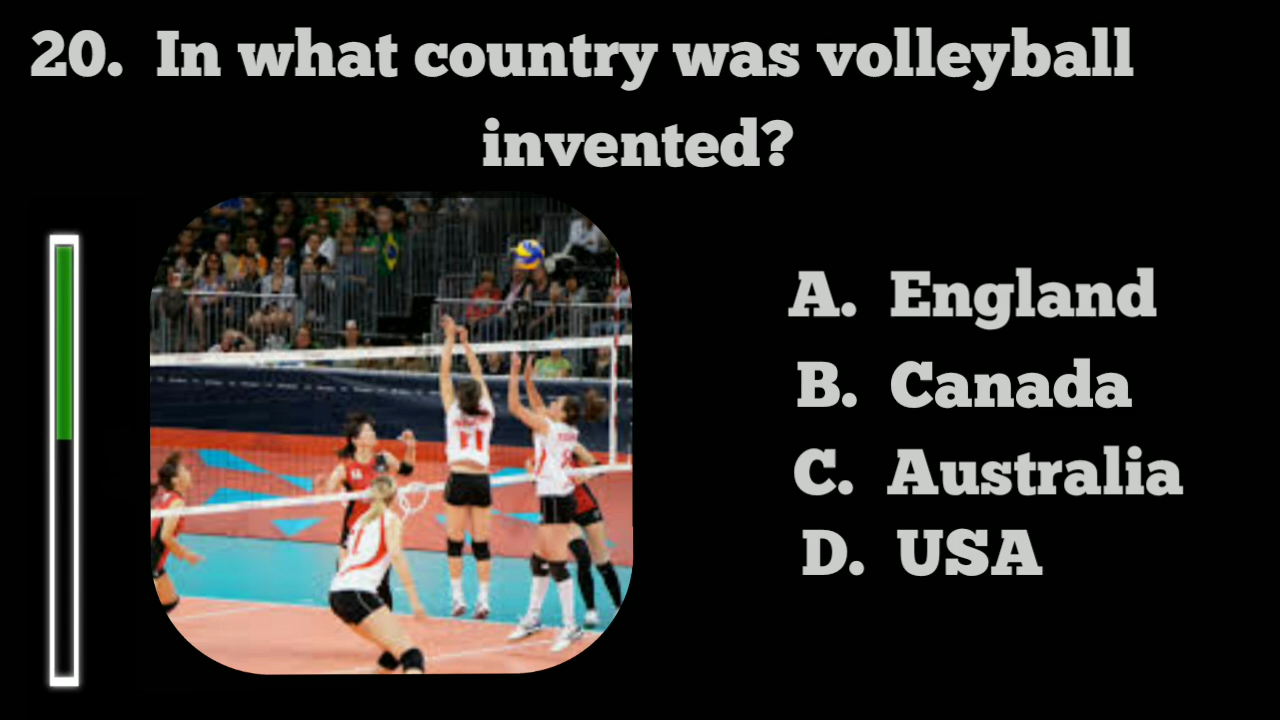 20. In what country was volleyball
invented?
A. England
B. Canada
C. Australia
D. USA